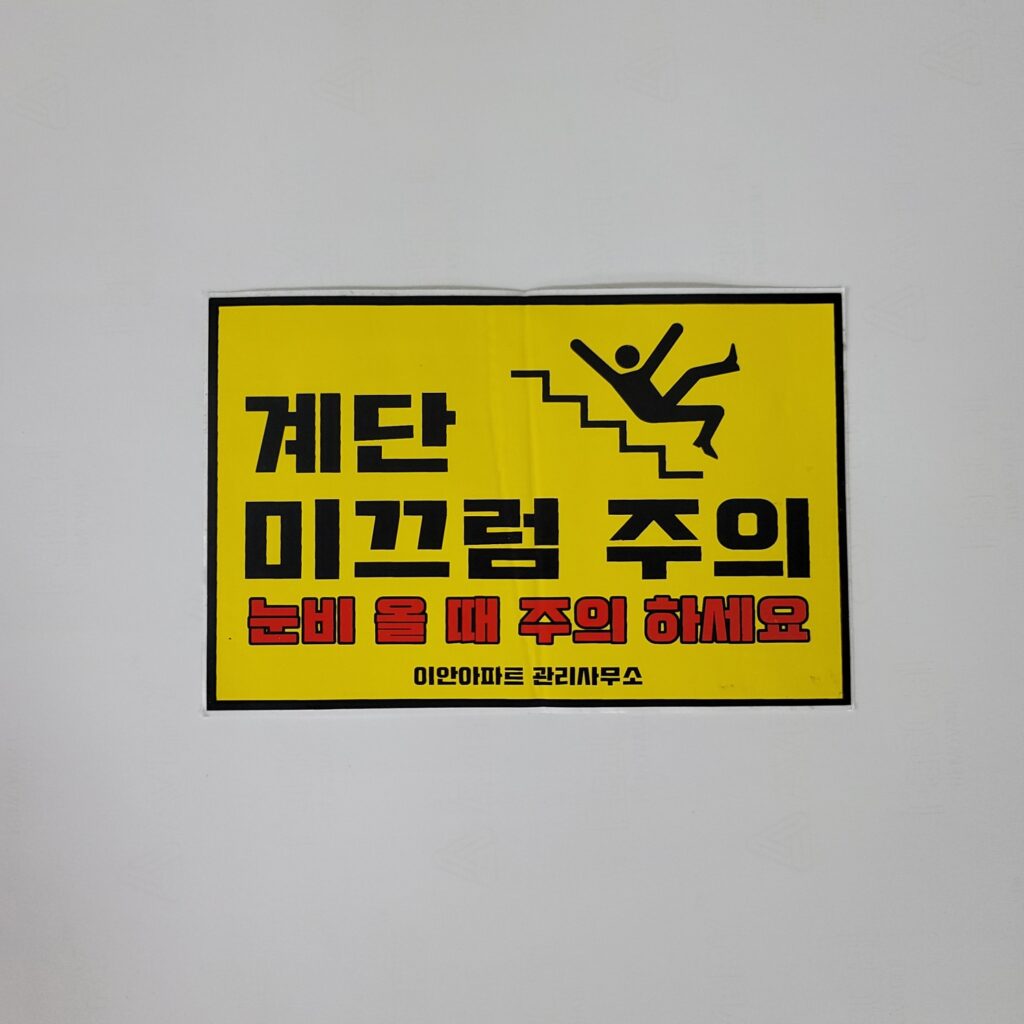 계단
미끄럼 주의
눈비 올 때 주의 하세요
이안아파트 관리사무소